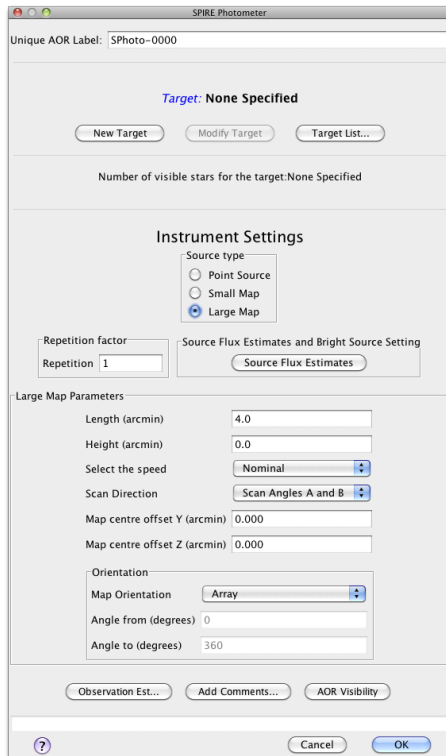 SPIRE Photometer
Unique AOR Label: SPhoto-0000
Target: None Specified
New Target Modify Target Target List...
Number of visible stars for the target:None Specified
Instrument Settings
Source type
Point Source
Small Map
Large Map
Repetition factor
Repetition 1
Source Flux Estimates and Bright Source Setting
Source Flux Estimates
Large Map Parameters
Length (arcmin) 4.0
Height (arcmin) 0.0
Select the speed Nominal
Scan Direction Scan Angles A and B
Map centre offset Y (arcmin) 0.000
Map centre offset Z (arcmin) 0.000
Orientation
Map Orientation Array
Angle from (degrees) 0
Angle to (degrees) 360
Observation Est... Add Comments... AOR Visibility
? Cancel OK